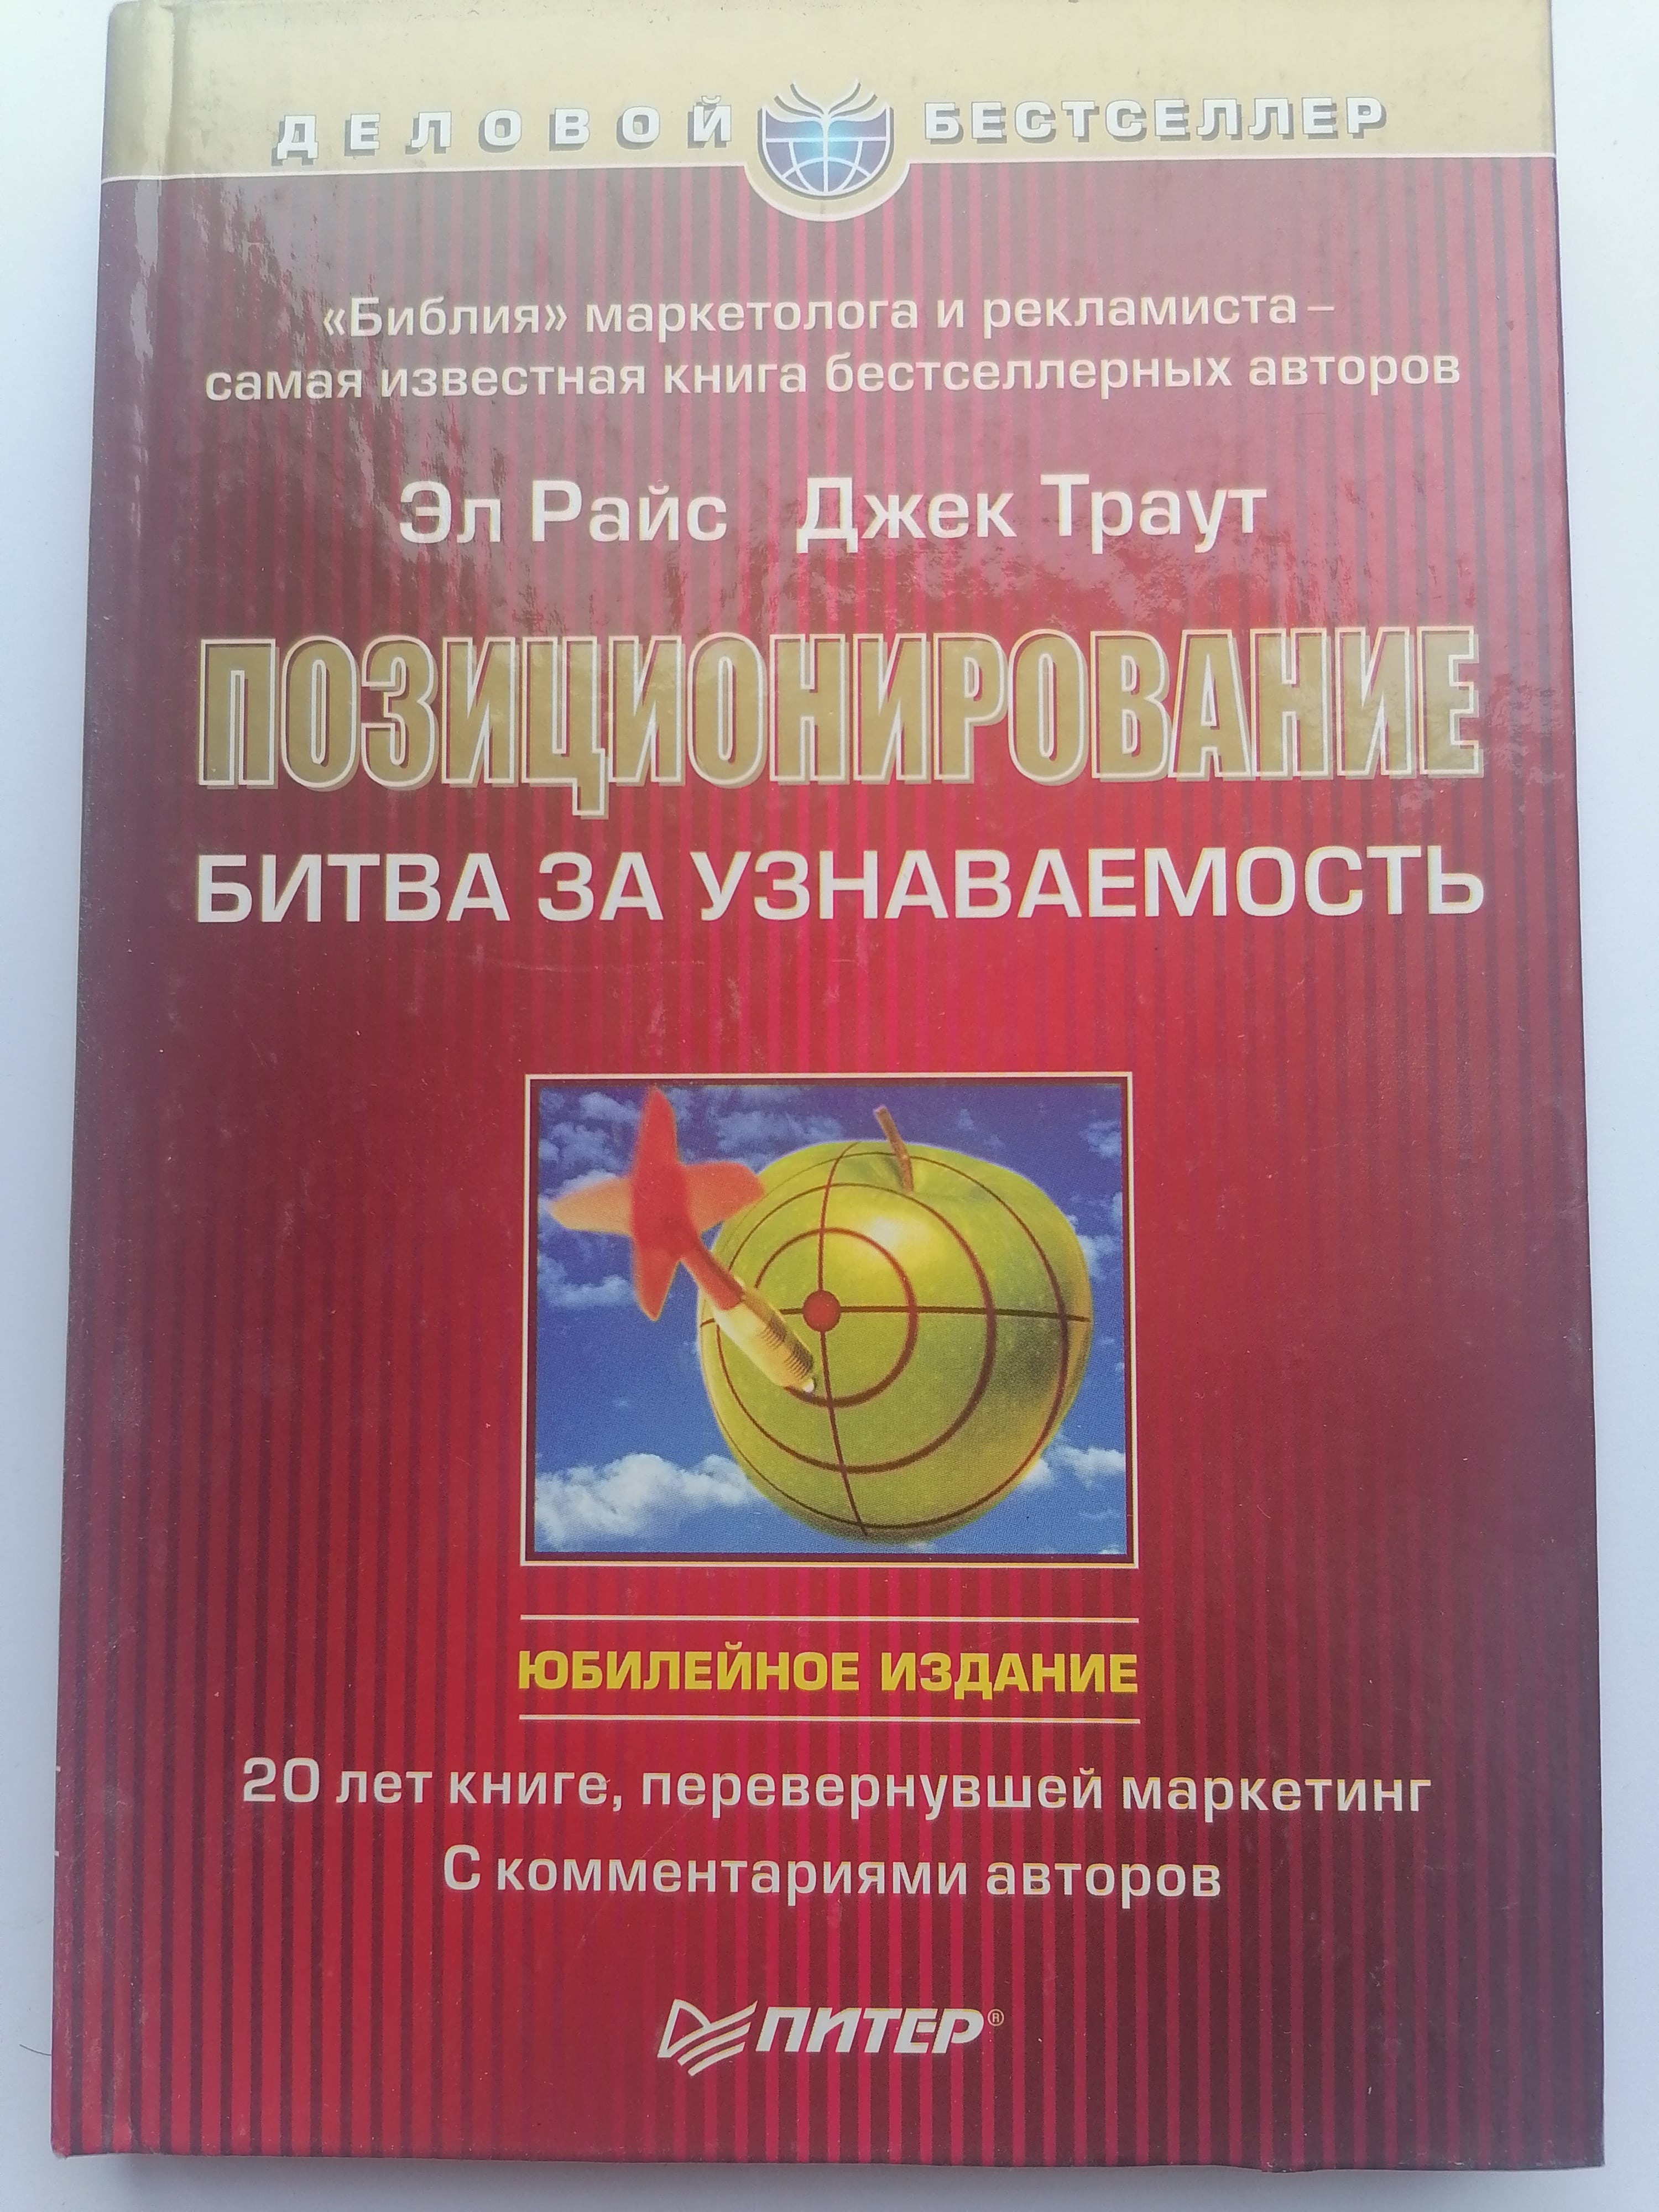 ДЕЛОВОЙ БЕСТСЕЛЛЕР
«Библия» маркетолога и рекламиста –
самая известная книга бестселлерных авторов
Эл Райс Джек Траут
ПОЗИЦИОНИРОВАНИЕ
БИТВА ЗА УЗНАВАЕМОСТЬ
ЮБИЛЕЙНОЕ ИЗДАНИЕ
20 лет книге, перевернувшей маркетинг
С комментариями авторов
ПИТЕР®